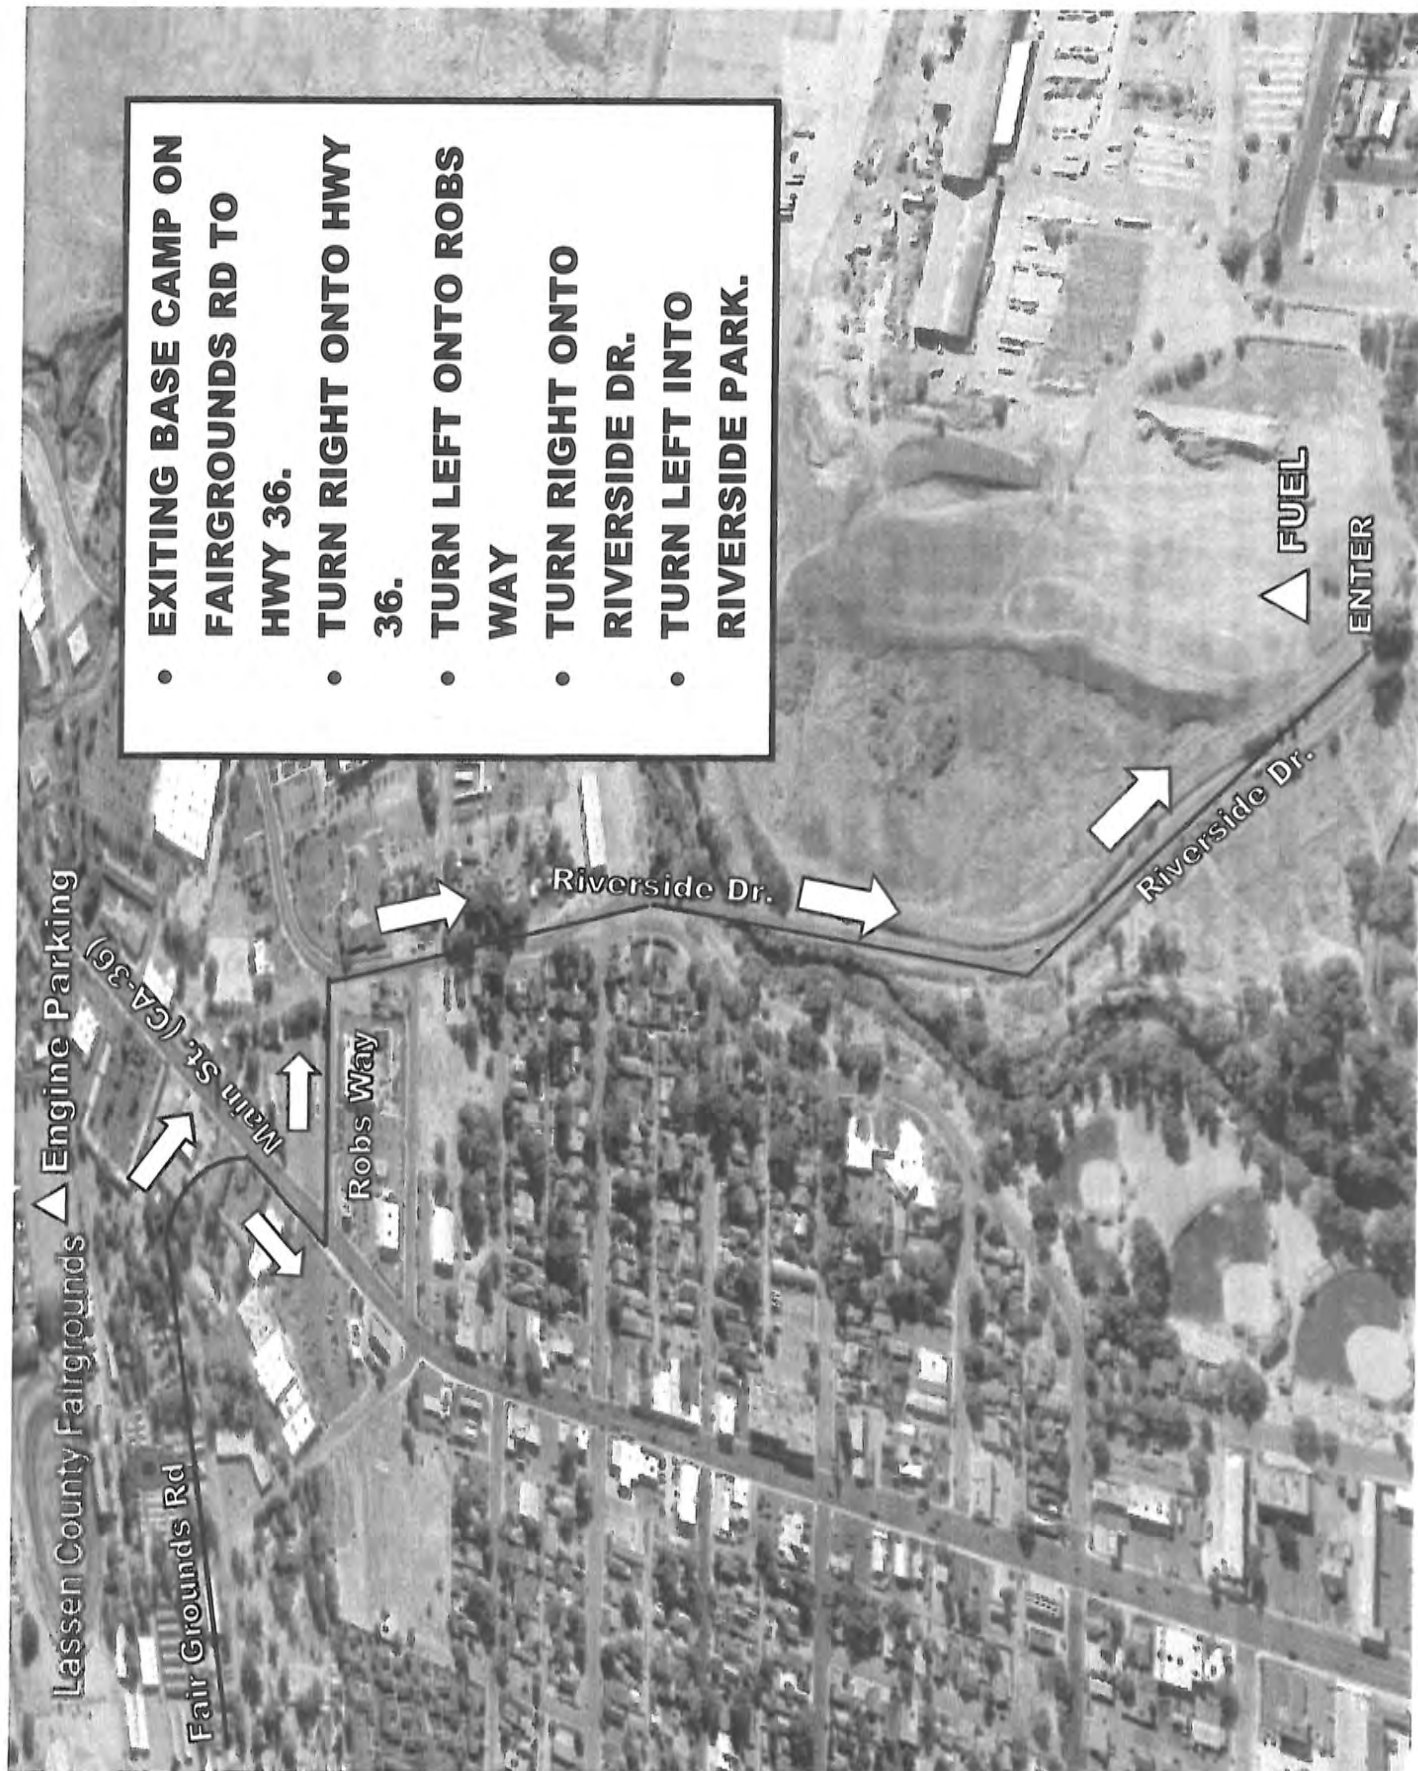 Lassen County Fairgrounds
Engine Parking
Fair Grounds Rd
Main St. (CA-36)
Robs Way
• EXITING BASE CAMP ON
FAIRGROUNDS RD TO
HWY 36.
• TURN RIGHT ONTO HWY
36.
• TURN LEFT ONTO ROBS
WAY
• TURN RIGHT ONTO
RIVERSIDE DR.
• TURN LEFT INTO
RIVERSIDE PARK.
Riverside Dr.
Riverside Dr.
FUEL
ENTER